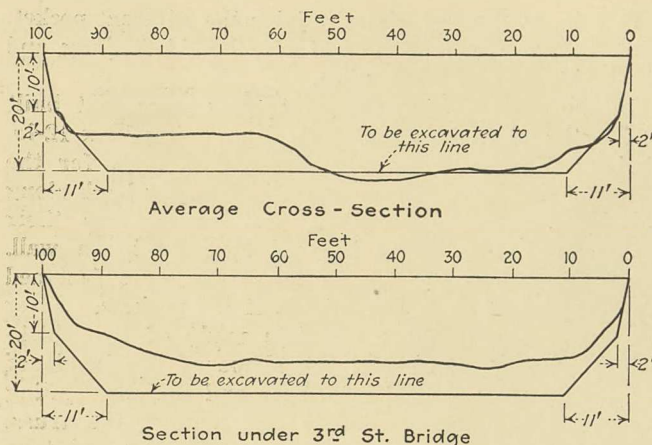 Feet
100 90 80 70 60 50 40 30 20 10 0
20'
10'
2'
To be excavated to
this line
2'
11'
11'
Average Cross-Section
Feet
100 90 80 70 60 50 40 30 20 10 0
20'
10'
2'
2'
To be excavated to this line
11'
11'
Section under 3rd St. Bridge